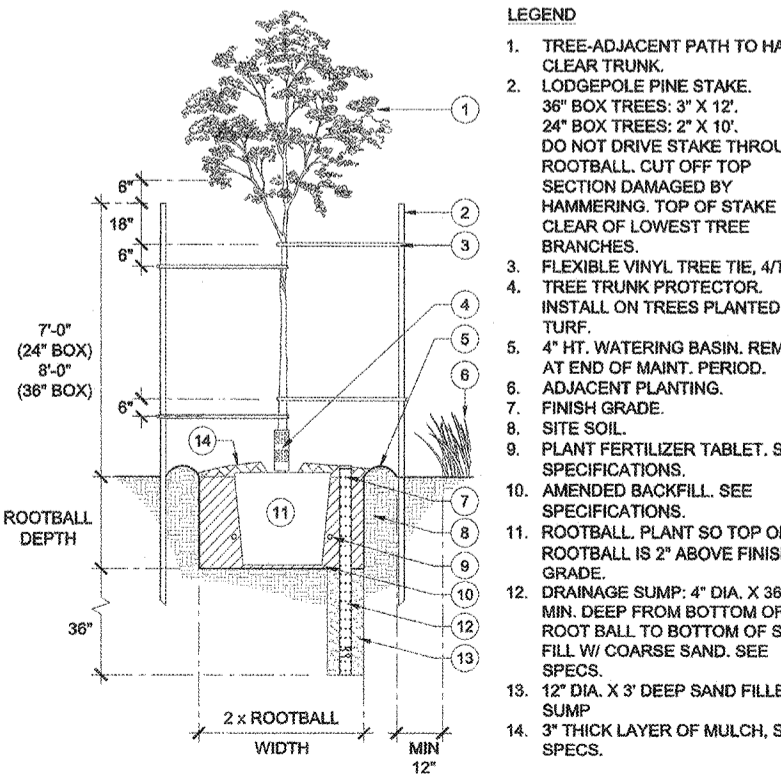 LEGEND
1. TREE-ADJACENT PATH TO HA
CLEAR TRUNK.
2. LODGEPOLE PINE STAKE.
36" BOX TREES: 3" X 12'.
24" BOX TREES: 2" X 10'.
DO NOT DRIVE STAKE THROU
ROOTBALL. CUT OFF TOP
SECTION DAMAGED BY
HAMMERING. TOP OF STAKE
CLEAR OF LOWEST TREE
BRANCHES.
3. FLEXIBLE VINYL TREE TIE, 4/T
4. TREE TRUNK PROTECTOR.
INSTALL ON TREES PLANTED
TURF.
5. 4" HT. WATERING BASIN. REM
AT END OF MAINT. PERIOD.
6. ADJACENT PLANTING.
7. FINISH GRADE.
8. SITE SOIL.
9. PLANT FERTILIZER TABLET. S
SPECIFICATIONS.
10. AMENDED BACKFILL. SEE
SPECIFICATIONS.
11. ROOTBALL. PLANT SO TOP O
ROOTBALL IS 2" ABOVE FINIS
GRADE.
12. DRAINAGE SUMP: 4" DIA. X 36
MIN. DEEP FROM BOTTOM OF
ROOT BALL TO BOTTOM OF S
FILL W/ COARSE SAND. SEE
SPECS.
13. 12" DIA. X 3' DEEP SAND FILLE
SUMP
14. 3" THICK LAYER OF MULCH, S
SPECS.
1
6"
18"
2
6"
3
4
7'-0"
(24" BOX)
8'-0"
(36" BOX)
5
6
6"
14
11
7
ROOTBALL
DEPTH
8
9
10
36"
12
13
2 x ROOTBALL
WIDTH
MIN
12"